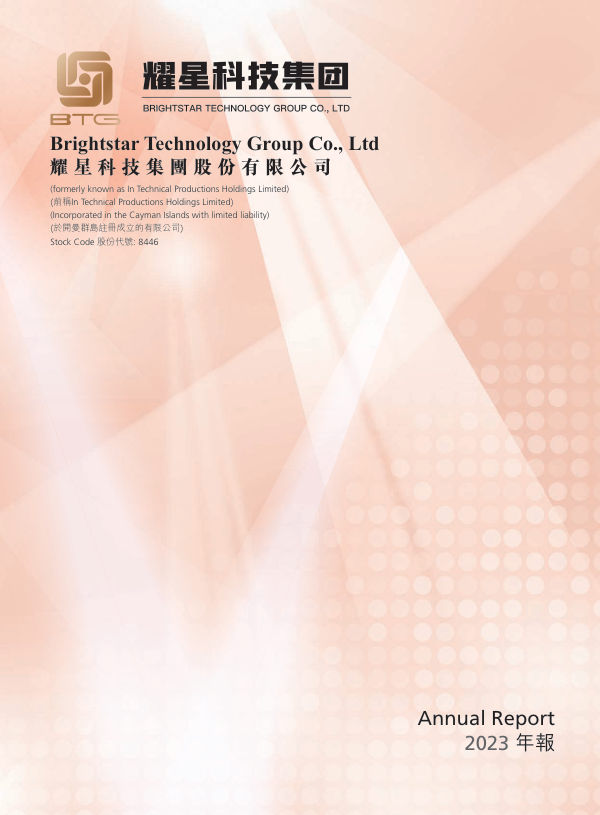 耀星科技集团
BRIGHTSTAR TECHNOLOGY GROUP CO., LTD
BTG
Brightstar Technology Group Co., Ltd
耀星科技集團股份有限公司
(formerly known as In Technical Productions Holdings Limited)
(前稱In Technical Productions Holdings Limited)
(Incorporated in the Cayman Islands with limited liability)
(於開曼群島註冊成立的有限公司)
Stock Code 股份代號: 8446
Annual Report
2023 年報